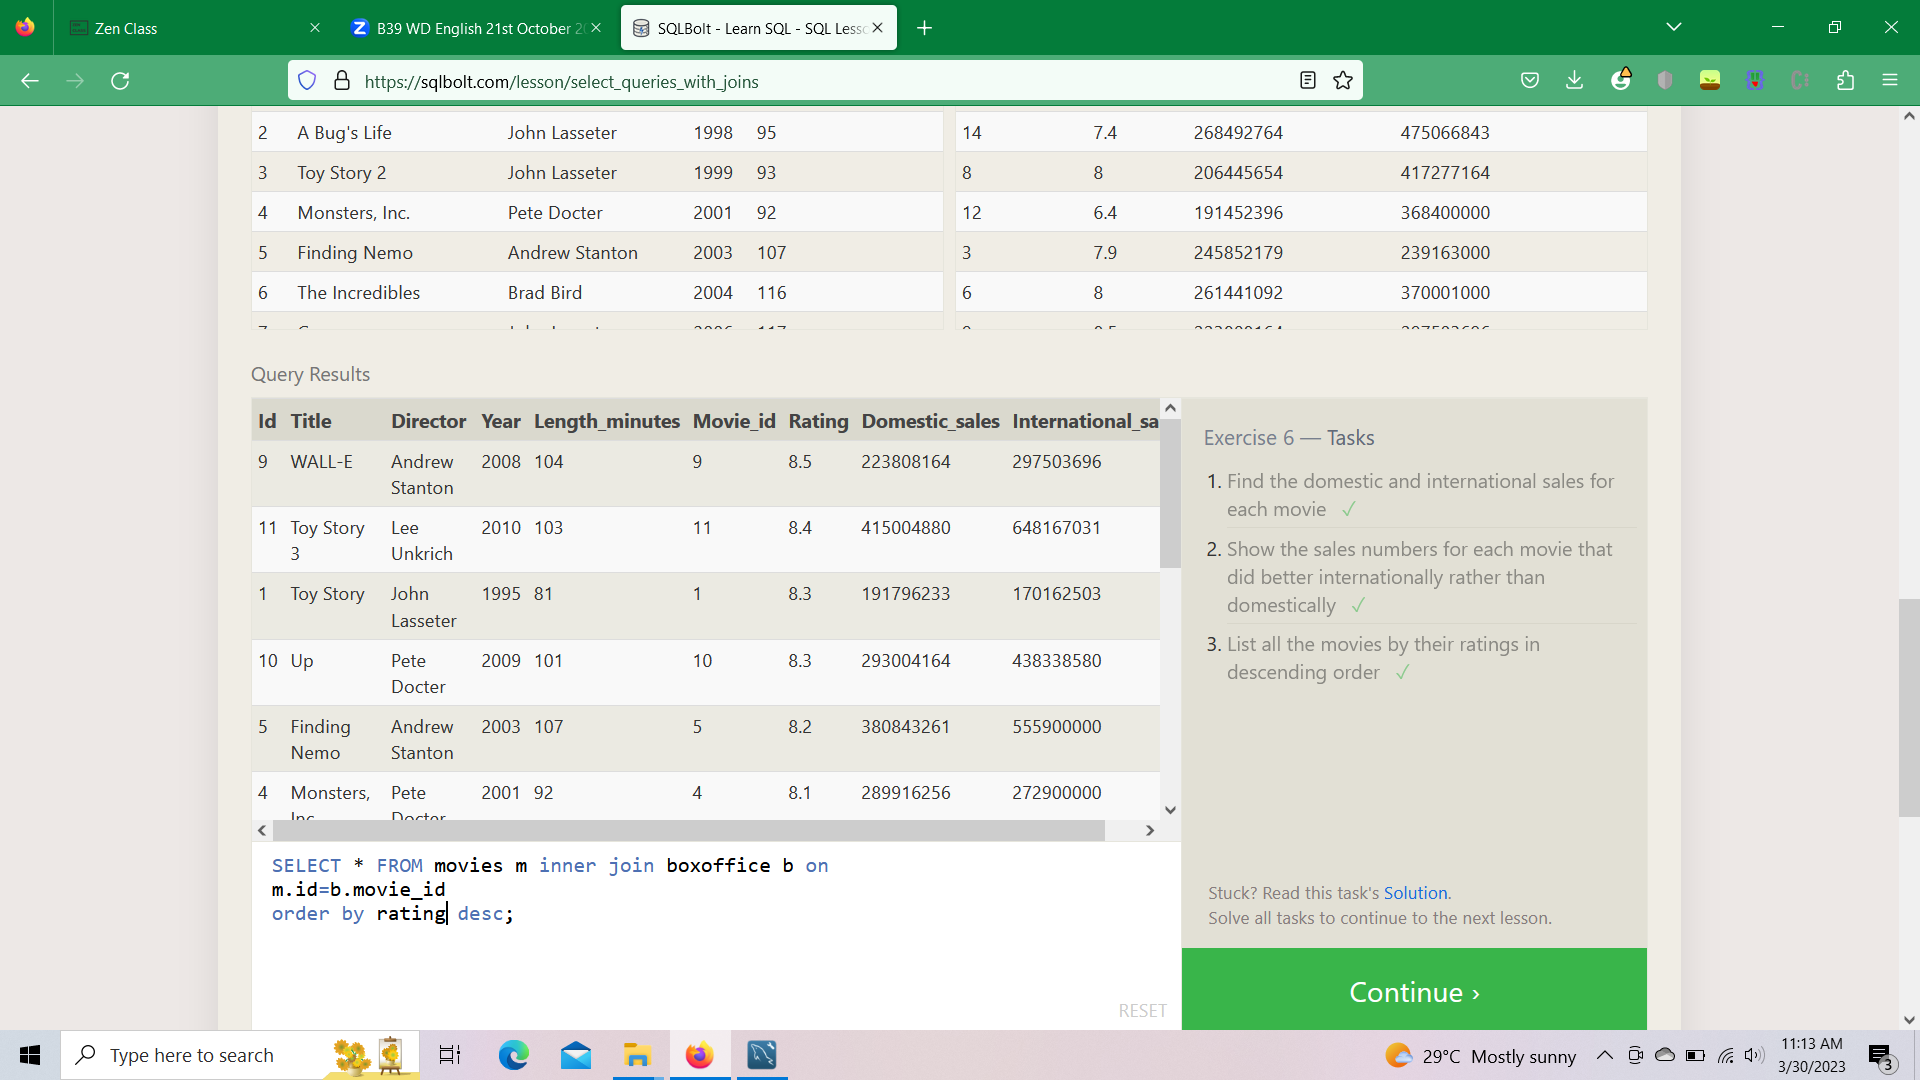 Zen Class
B39 WD English 21st October 2
SQLBolt - Learn SQL - SQL Less
https://sqlbolt.com/lesson/select_queries_with_joins
2 A Bug's Life John Lasseter 1998 95 14 7.4 268492764 475066843
3 Toy Story 2 John Lasseter 1999 93 8 8 206445654 417277164
4 Monsters, Inc. Pete Docter 2001 92 12 6.4 191452396 368400000
5 Finding Nemo Andrew Stanton 2003 107 3 7.9 245852179 239163000
6 The Incredibles Brad Bird 2004 116 6 8 261441092 370001000
Query Results
Id Title Director Year Length_minutes Movie_id Rating Domestic_sales International_sa
9 WALL-E Andrew Stanton 2008 104 9 8.5 223808164 297503696
11 Toy Story 3 Lee Unkrich 2010 103 11 8.4 415004880 648167031
1 Toy Story John Lasseter 1995 81 1 8.3 191796233 170162503
10 Up Pete Docter 2009 101 10 8.3 293004164 438338580
5 Finding Nemo Andrew Stanton 2003 107 5 8.2 380843261 555900000
4 Monsters, Inc. Pete Docter 2001 92 4 8.1 289916256 272900000
Exercise 6 — Tasks
1. Find the domestic and international sales for
each movie ✓
2. Show the sales numbers for each movie that
did better internationally rather than
domestically ✓
3. List all the movies by their ratings in
descending order ✓
SELECT * FROM movies m inner join boxoffice b on
m.id=b.movie_id
order by rating desc;
RESET
Stuck? Read this task's Solution.
Solve all tasks to continue to the next lesson.
Continue ›
Type here to search
29°C Mostly sunny
11:13 AM
3/30/2023
3